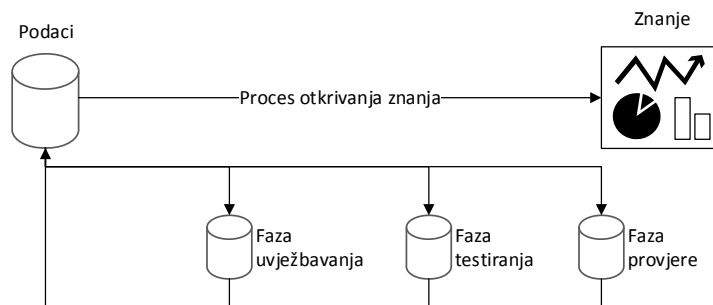 Podaci
Znanje
Proces otkrivanja znanja
Faza
uvježbavanja
Faza
testiranja
Faza
provjere